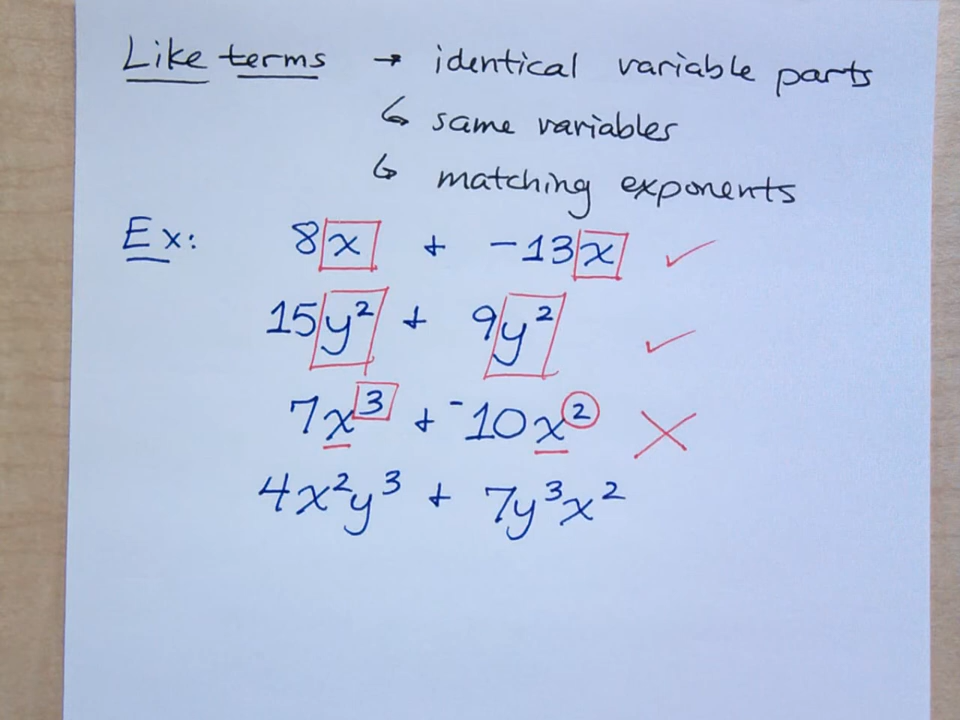 Like terms → identical variable parts
↳ same variables
↳ matching exponents
Ex: 8x + -13x ✓
15y² + 9y² ✓
7x³ + ⁻10x² ✗
4x²y³ + 7y³x²